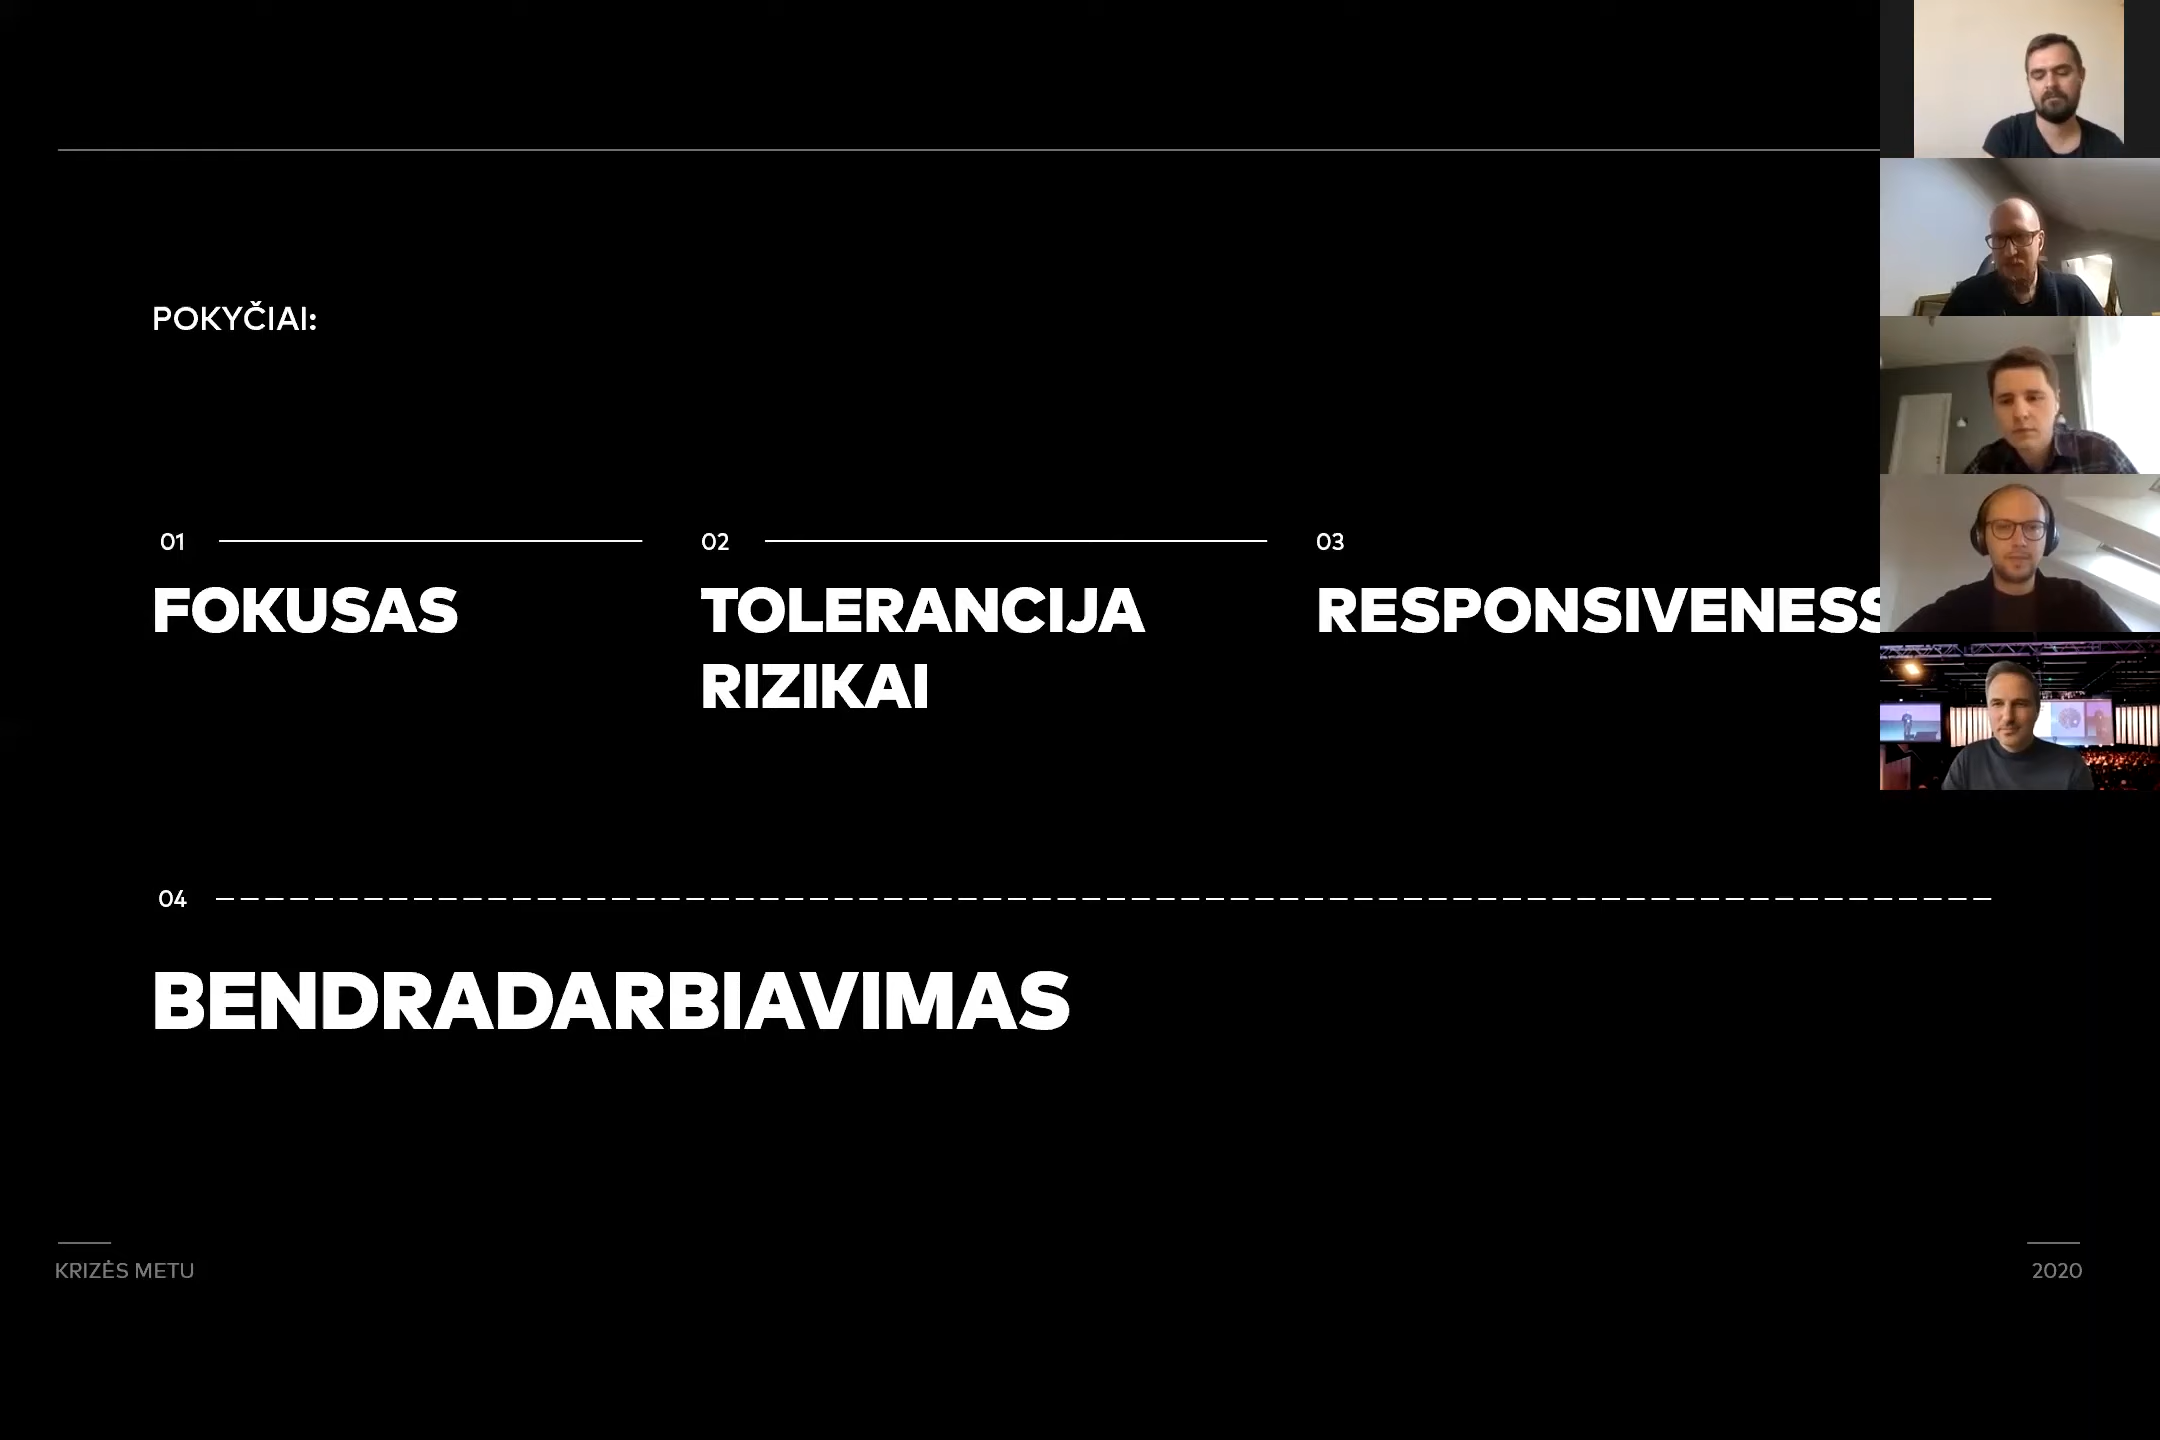 POKYČIAI:
01
FOKUSAS
02
TOLERANCIJA
RIZIKAI
03
RESPONSIVENESS
04
BENDRADARBIAVIMAS
KRIZĖS METU
2020